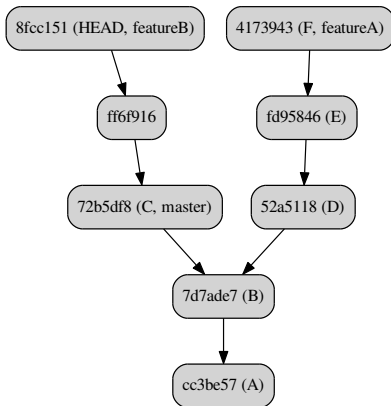 8fcc151 (HEAD, featureB)
4173943 (F, featureA)
ff6f916
fd95846 (E)
72b5df8 (C, master)
52a5118 (D)
7d7ade7 (B)
cc3be57 (A)